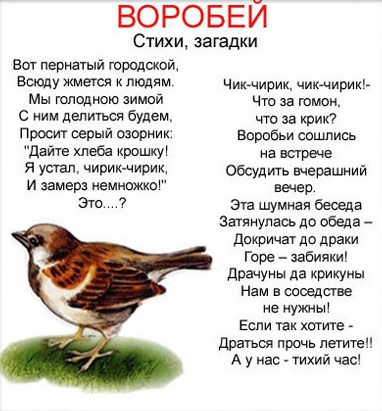 ВОРОБЕЙ
Стихи, загадки
Вот пернатый городской,
Всюду жмется к людям.
Мы голодною зимой
С ним делиться будем,
Просит серый озорник:
"Дайте хлеба крошку!
Я устал, чирик-чирик,
И замерз немножко!"
Это....?
Чик-чирик, чик-чирик!-
Что за гомон,
что за крик?
Воробьи сошлись
на встрече
Обсудить вчерашний
вечер.
Эта шумная беседа
Затянулась до обеда –
Докричат до драки
Горе – забияки!
Драчуны да крикуны
Нам в соседстве
не нужны!
Если так хотите -
Драться прочь летите!!
А у нас - тихий час!